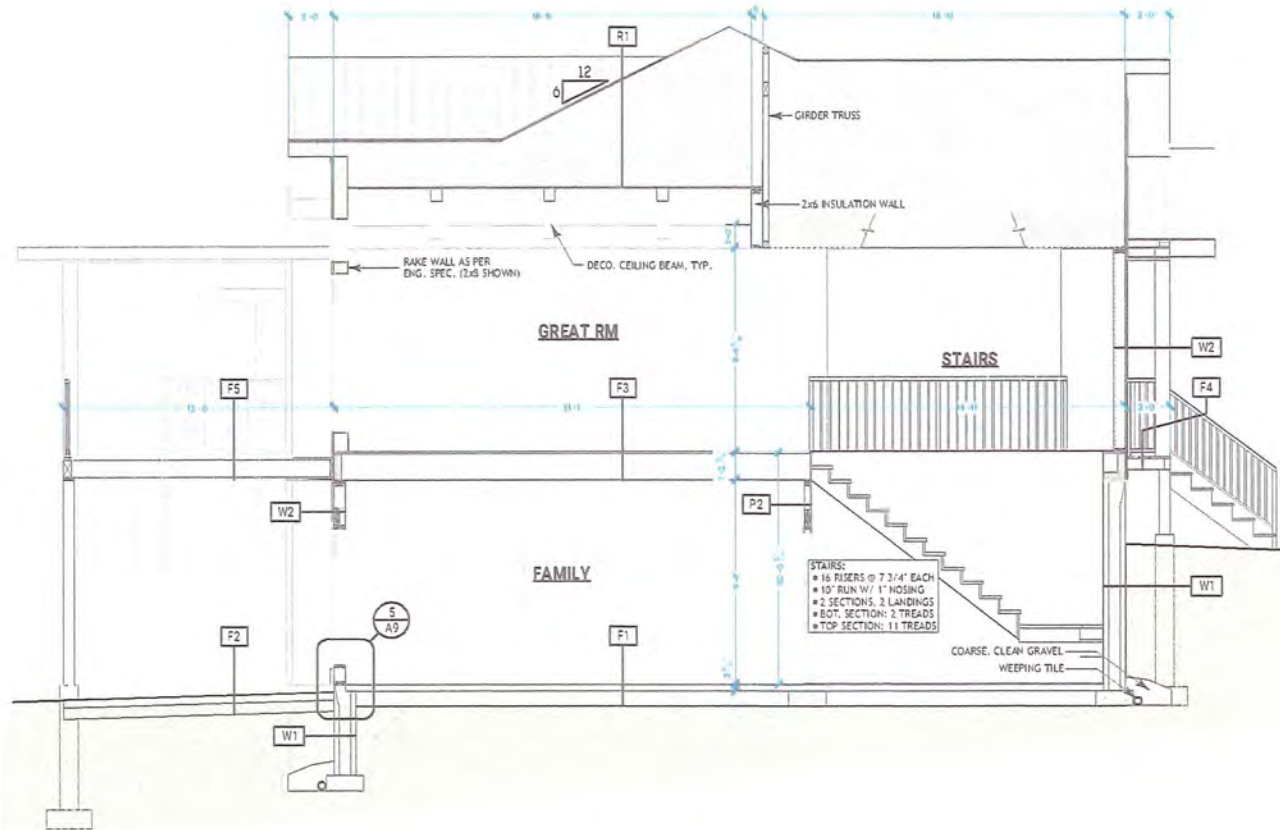 R1
12
6
GIRDER TRUSS
2x6 INSULATION WALL
RAKE WALL AS PER
ENG. SPEC. (2x8 SHOWN)
DECO. CEILING BEAM, TYP.
GREAT RM
STAIRS
W2
F5
F3
F4
12'-0
W2
P2
FAMILY
STAIRS:
16 RISERS @ 7 3/4" EACH
10" RUN W/ 1" NOSING
2 SECTIONS, 2 LANDINGS
BOT. SECTION: 2 TREADS
TOP SECTION: 11 TREADS
W1
5
A9
F2
F1
COARSE, CLEAN GRAVEL
WEEPING TILE
W1